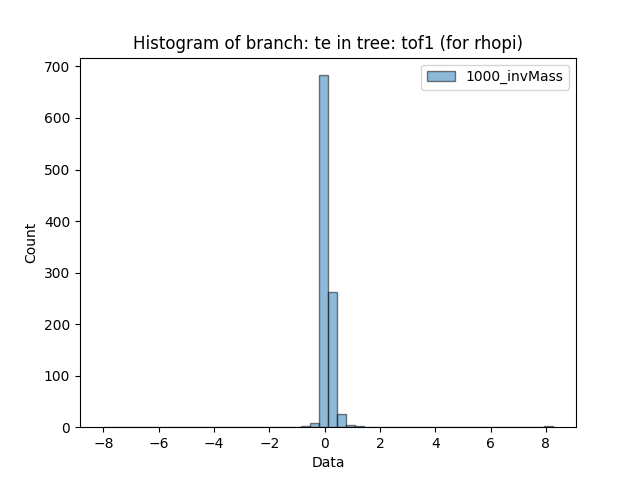 Histogram of branch: te in tree: tof1 (for rhopi)
1000_invMass
700
600
500
400
300
200
100
0
−8 −6 −4 −2 0 2 4 6 8
Count
Data